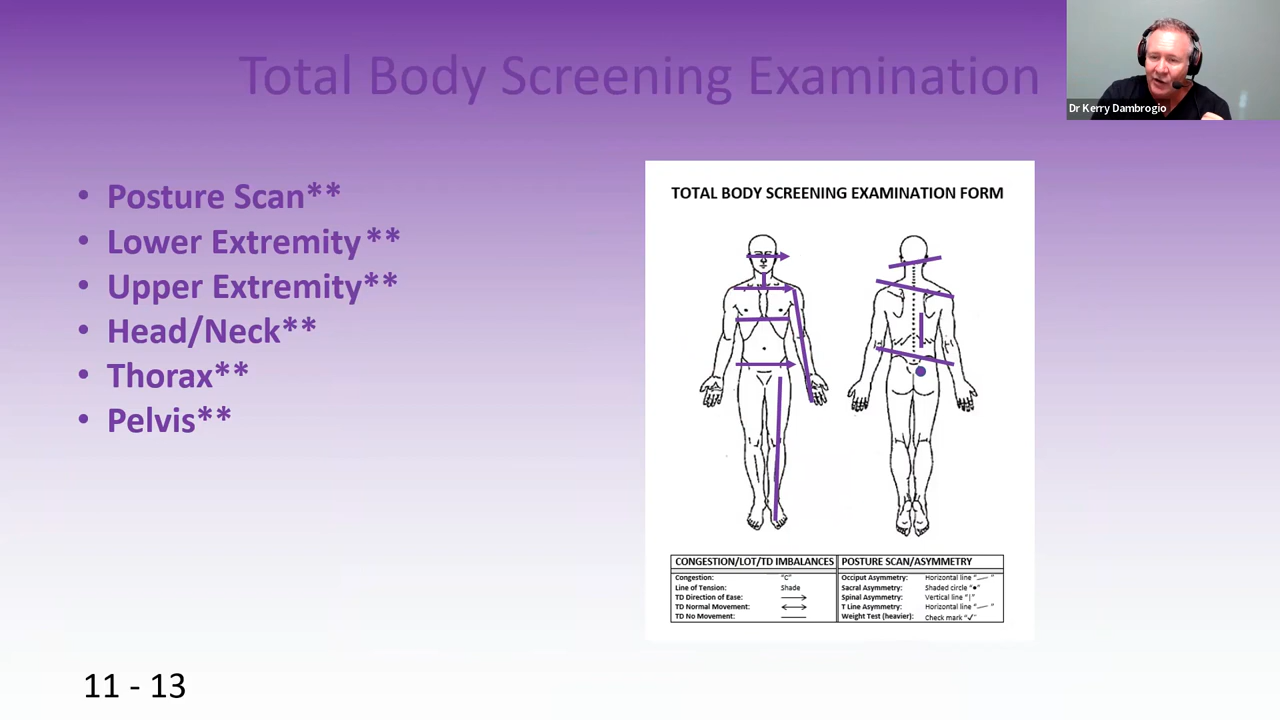 Total Body Screening Examination
Dr Kerry Dambrogio
• Posture Scan**
• Lower Extremity**
• Upper Extremity**
• Head/Neck**
• Thorax**
• Pelvis**
TOTAL BODY SCREENING EXAMINATION FORM
CONGESTION/LOT/TD IMBALANCES
Congestion: "C"
Line of Tension: Shade
TD Direction of Ease:
TD Normal Movement:
TD No Movement:
POSTURE SCAN/ASYMMETRY
Occiput Asymmetry: Horizontal line "—"
Sacral Asymmetry: Shaded circle "●"
Spinal Asymmetry: Vertical line "|"
T Line Asymmetry: Horizontal line "—"
Weight Test (heavier): Check mark "✓"
11 - 13